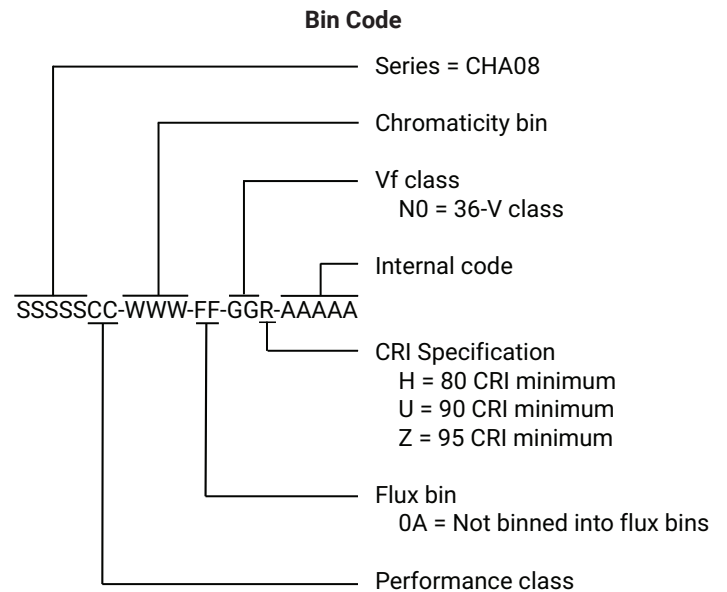 Bin Code
Series = CHA08
Chromaticity bin
Vf class
N0 = 36-V class
Internal code
SSSSSCC-WWW-FF-GGR-AAAAA
CRI Specification
H = 80 CRI minimum
U = 90 CRI minimum
Z = 95 CRI minimum
Flux bin
0A = Not binned into flux bins
Performance class